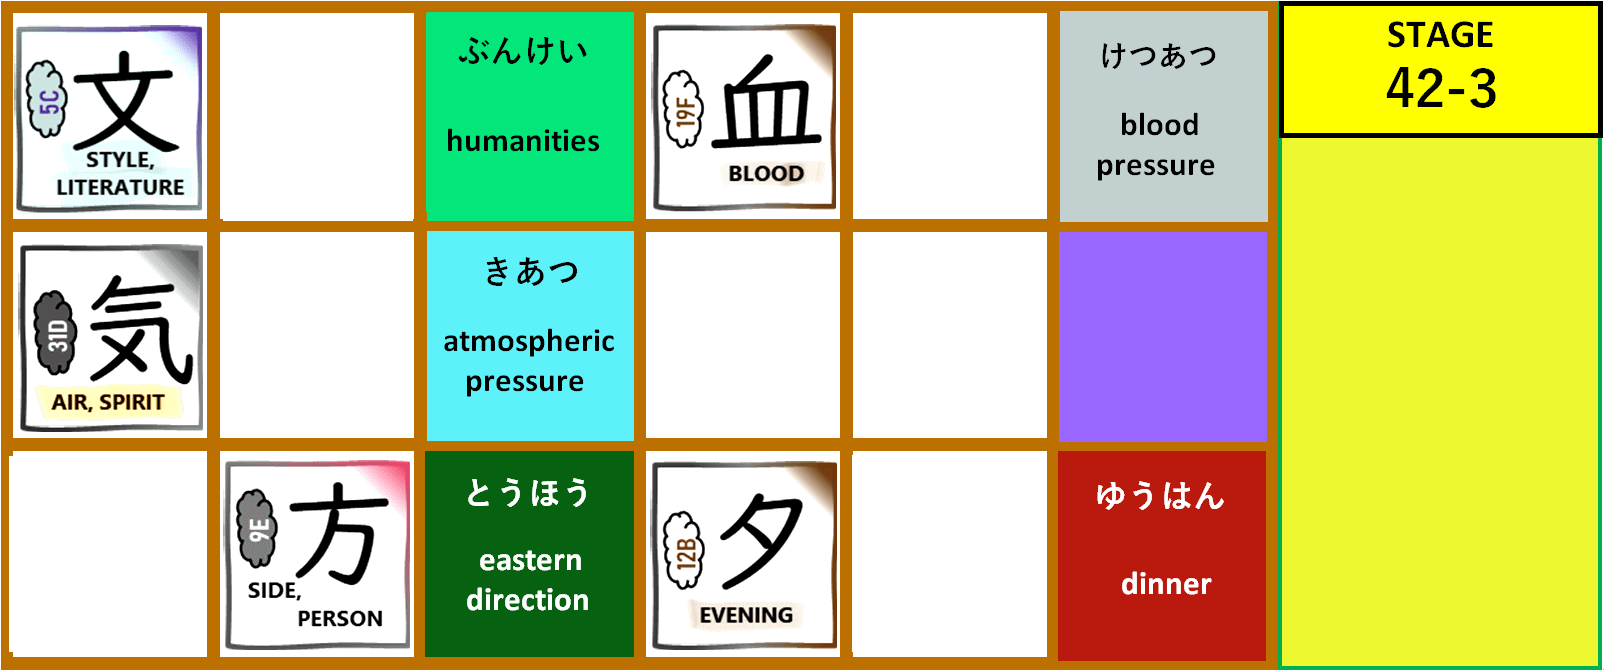 5C
文
STYLE,
LITERATURE
ぶんけい
humanities
19F
血
BLOOD
けつあつ
blood
pressure
STAGE
42-3
31D
気
AIR, SPIRIT
きあつ
atmospheric
pressure
9E
方
SIDE,
PERSON
とうほう
eastern
direction
12B
夕
EVENING
ゆうはん
dinner